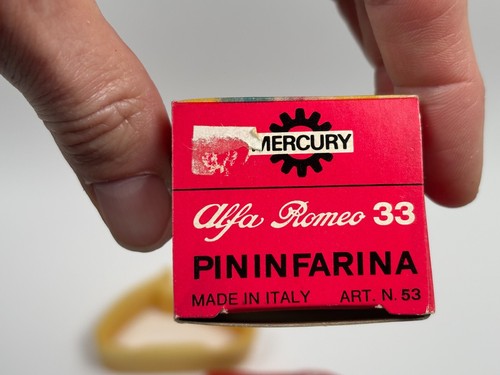 MERCURY
Alfa Romeo 33
PININFARINA
MADE IN ITALY ART. N. 53